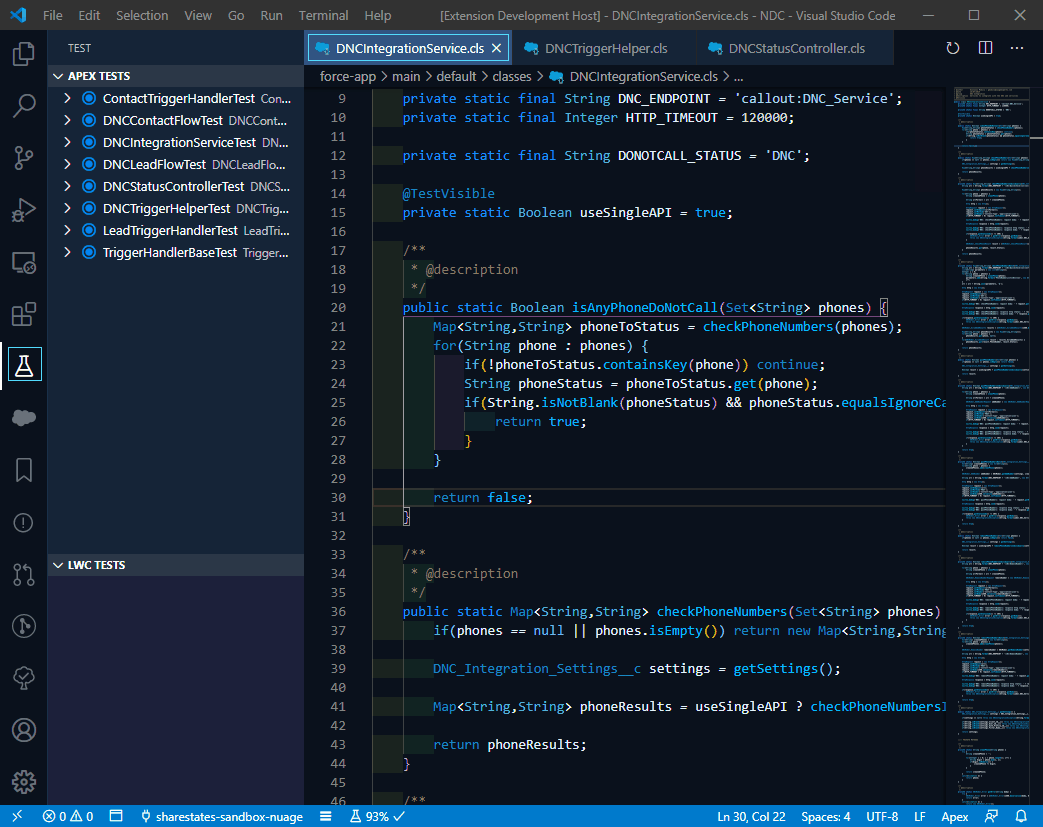 File Edit Selection View Go Run Terminal Help [Extension Development Host] - DNCIntegrationService.cls - NDC - Visual Studio Code
TEST
APEX TESTS
ContactTriggerHandlerTest Con...
DNCContactFlowTest DNCCont...
DNCIntegrationServiceTest DN...
DNCLeadFlowTest DNCLeadFlo...
DNCStatusControllerTest DNCS...
DNCTriggerHelperTest DNCTrig...
LeadTriggerHandlerTest LeadTri...
TriggerHandlerBaseTest Trigger...
LWC TESTS
DNCIntegrationService.cls DNCTriggerHelper.cls DNCStatusController.cls
force-app > main > default > classes > DNCIntegrationService.cls > ...
9 private static final String DNC_ENDPOINT = 'callout:DNC_Service';
10 private static final Integer HTTP_TIMEOUT = 120000;
11
12 private static final String DONOTCALL_STATUS = 'DNC';
13
14 @TestVisible
15 private static Boolean useSingleAPI = true;
16
17 /**
18 * @description
19 */
20 public static Boolean isAnyPhoneDoNotCall(Set<String> phones) {
21 Map<String,String> phoneToStatus = checkPhoneNumbers(phones);
22 for(String phone : phones) {
23 if(!phoneToStatus.containsKey(phone)) continue;
24 String phoneStatus = phoneToStatus.get(phone);
25 if(String.isNotBlank(phoneStatus) && phoneStatus.equalsIgnoreCa
26 return true;
27 }
28 }
29
30 return false;
31 }
32
33 /**
34 * @description
35 */
36 public static Map<String,String> checkPhoneNumbers(Set<String> phones)
37 if(phones == null || phones.isEmpty()) return new Map<String,String
38
39 DNC_Integration_Settings__c settings = getSettings();
40
41 Map<String,String> phoneResults = useSingleAPI ? checkPhoneNumbers
42
43 return phoneResults;
44 }
45
46 /**
0 0 sharestates-sandbox-nuage 93% Ln 30, Col 22 Spaces: 4 UTF-8 LF Apex